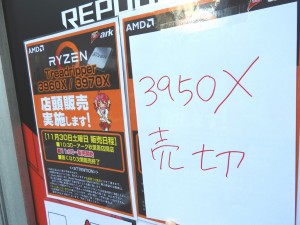 REPUBLIC
AMD
ark
RYZEN
Threadripper
3960X / 3970X
店頭販売
実施します!
【11月30日土曜日 販売日程】
AMD
3950X
売切